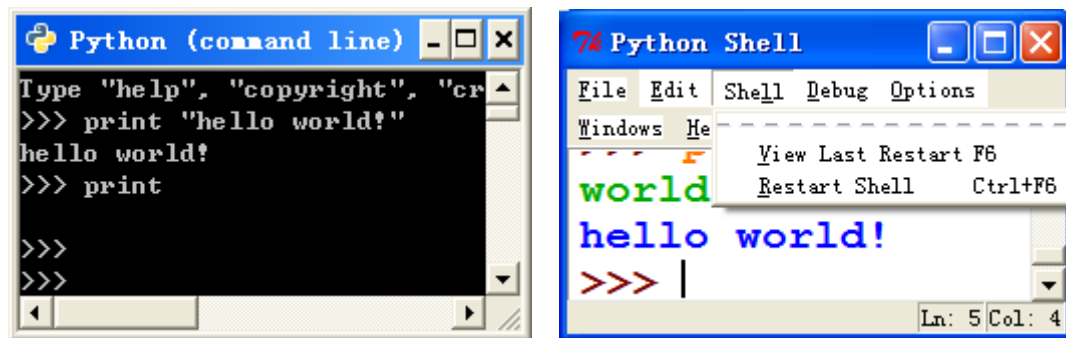 Python (command line)
Type "help", "copyright", "cr
>>> print "hello world!"
hello world!
>>> print
>>>
>>>
Python Shell
File Edit Shell Debug Options
Windows He
View Last Restart F6
Restart Shell Ctrl+F6
world
hello world!
>>>
Ln: 5 Col: 4